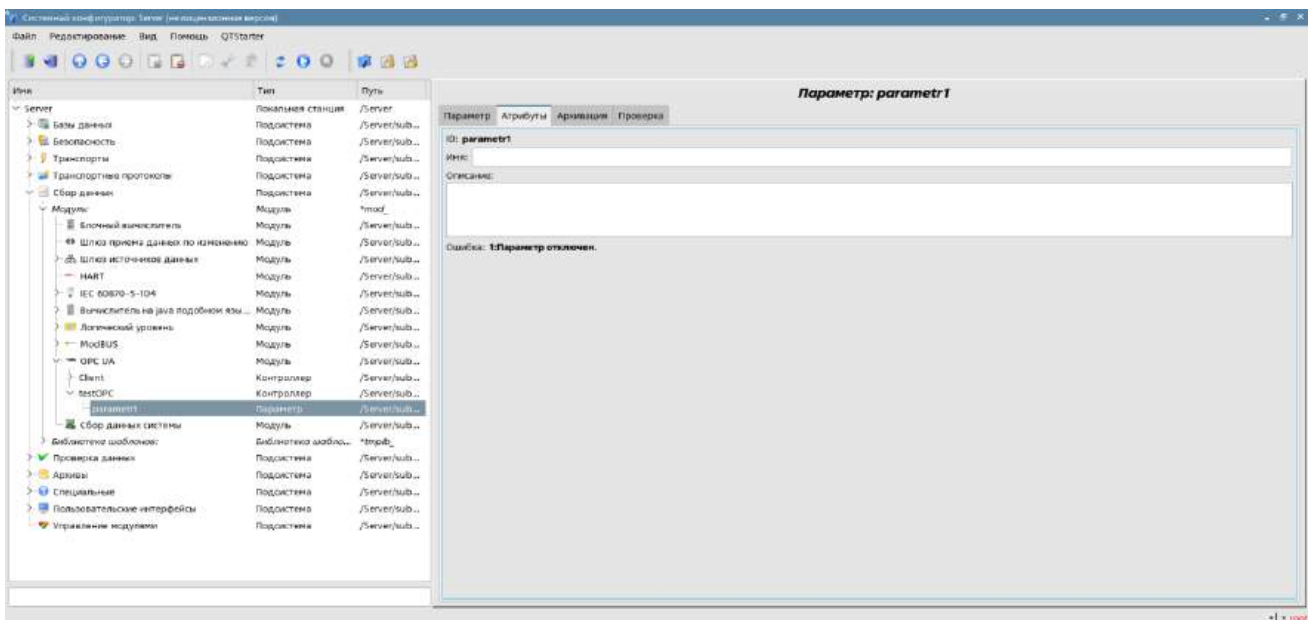 Системный конфигуратор: Server (не лицензионная версия)
Файл Редактирование Вид Помощь QTStarter
Имя Тип Путь
Server Локальная станция /Server
Базы данных Подсистема /Server/sub...
Безопасность Подсистема /Server/sub...
Транспорты Подсистема /Server/sub...
Транспортные протоколы Подсистема /Server/sub...
Сбор данных Подсистема /Server/sub...
Модуль: Модуль *mod_
Блочный вычислитель Модуль /Server/sub...
Шлюз приема данных по изменению Модуль /Server/sub...
Шлюз источников данных Модуль /Server/sub...
HART Модуль /Server/sub...
IEC 60870-5-104 Модуль /Server/sub...
Вычислитель на java подобном язы... Модуль /Server/sub...
Логический уровень Модуль /Server/sub...
ModBUS Модуль /Server/sub...
OPC UA Модуль /Server/sub...
Client Контроллер /Server/sub...
testOPC Контроллер /Server/sub...
parametr1 Параметр /Server/sub...
Сбор данных системы Модуль /Server/sub...
Библиотека шаблонов: Библиотека шабло... *tmplb_
Проверка данных Подсистема /Server/sub...
Архивы Подсистема /Server/sub...
Специальные Подсистема /Server/sub...
Пользовательские интерфейсы Подсистема /Server/sub...
Управление модулями Подсистема /Server/sub...
Параметр: parametr1
Параметр Атрибуты Архивация Проверка
ID: parametr1
Имя:
Описание:
Ошибка: 1:Параметр отключен.
root